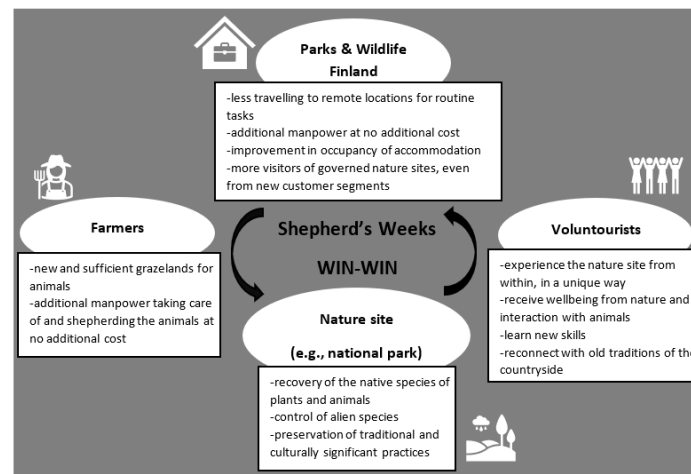 Parks & Wildlife
Finland
-less travelling to remote locations for routine
tasks
-additional manpower at no additional cost
-improvement in occupancy of accommodation
-more visitors of governed nature sites, even
from new customer segments
Farmers
-new and sufficient grazelands for
animals
-additional manpower taking care
of and shepherding the animals at
no additional cost
Shepherd's Weeks
WIN-WIN
Voluntourists
-experience the nature site from
within, in a unique way
-receive wellbeing from nature and
interaction with animals
-learn new skills
-reconnect with old traditions of the
countryside
Nature site
(e.g., national park)
-recovery of the native species of
plants and animals
-control of alien species
-preservation of traditional and
culturally significant practices